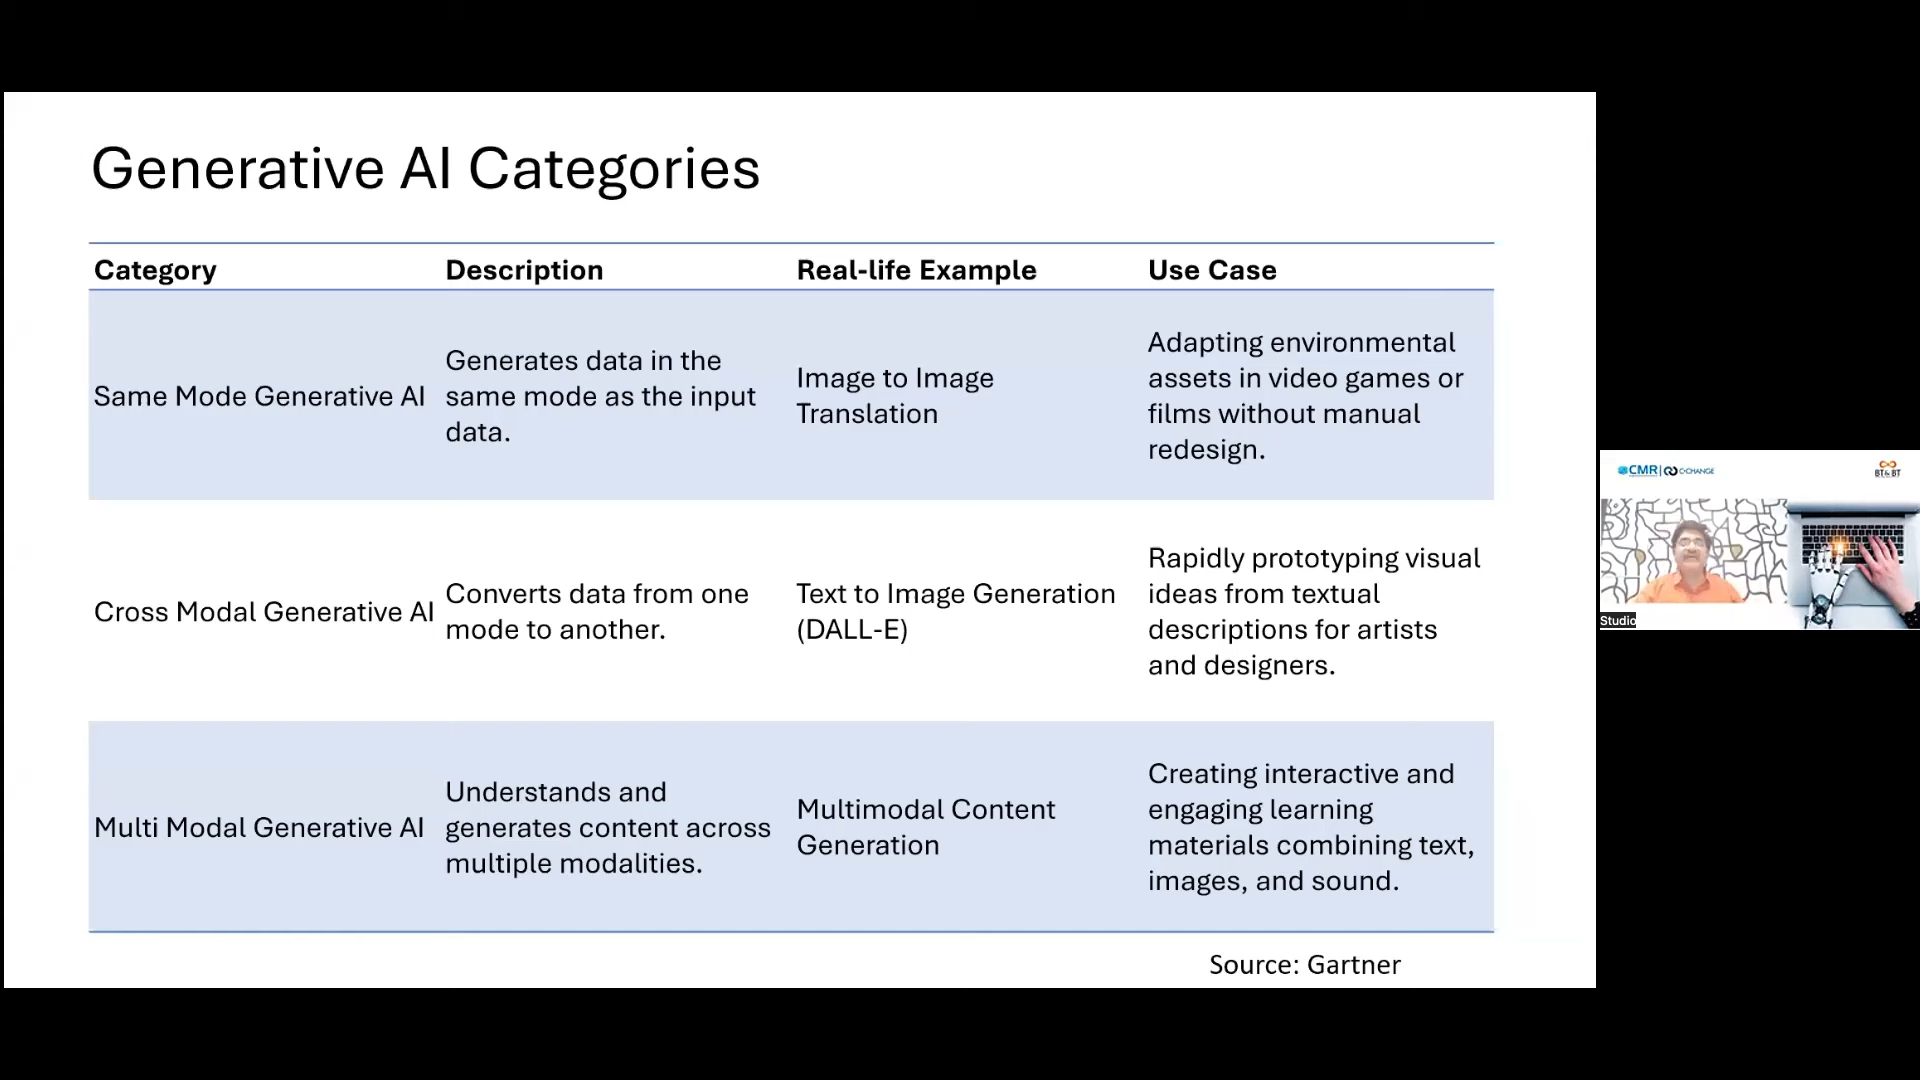 Generative AI Categories
Category
Description
Real-life Example
Use Case
Same Mode Generative AI
Generates data in the
same mode as the input
data.
Image to Image
Translation
Adapting environmental
assets in video games or
films without manual
redesign.
Cross Modal Generative AI
Converts data from one
mode to another.
Text to Image Generation
(DALL-E)
Rapidly prototyping visual
ideas from textual
descriptions for artists
and designers.
Multi Modal Generative AI
Understands and
generates content across
multiple modalities.
Multimodal Content
Generation
Creating interactive and
engaging learning
materials combining text,
images, and sound.
Source: Gartner
CMR
C-CHANGE
BT&BT
Studio